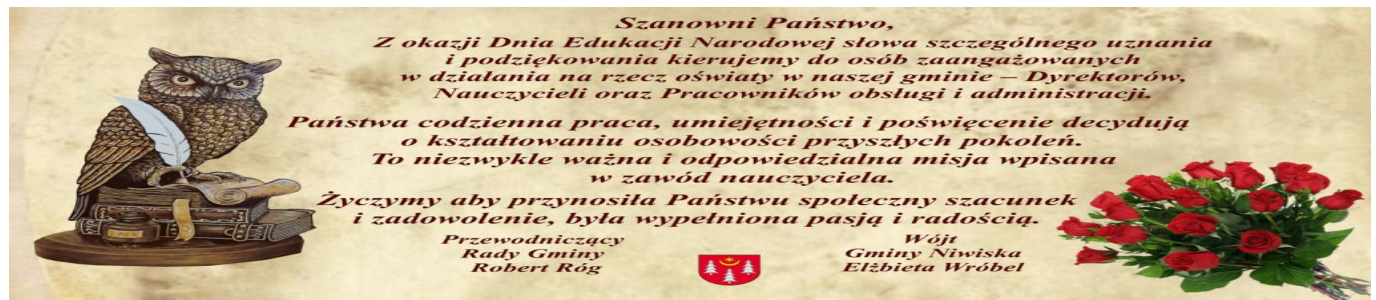 Szanowni Państwo,
Z okazji Dnia Edukacji Narodowej słowa szczególnego uznania
i podziękowania kierujemy do osób zaangażowanych
w działania na rzecz oświaty w naszej gminie – Dyrektorów,
Nauczycieli oraz Pracowników obsługi i administracji.
Państwa codzienna praca, umiejętności i poświęcenie decydują
o kształtowaniu osobowości przyszłych pokoleń.
To niezwykle ważna i odpowiedzialna misja wpisana
w zawód nauczyciela.
Życzymy aby przynosiła Państwu społeczny szacunek
i zadowolenie, była wypełniona pasją i radością.
Przewodniczący
Rady Gminy
Robert Róg
Wójt
Gminy Niwiska
Elżbieta Wróbel
INK